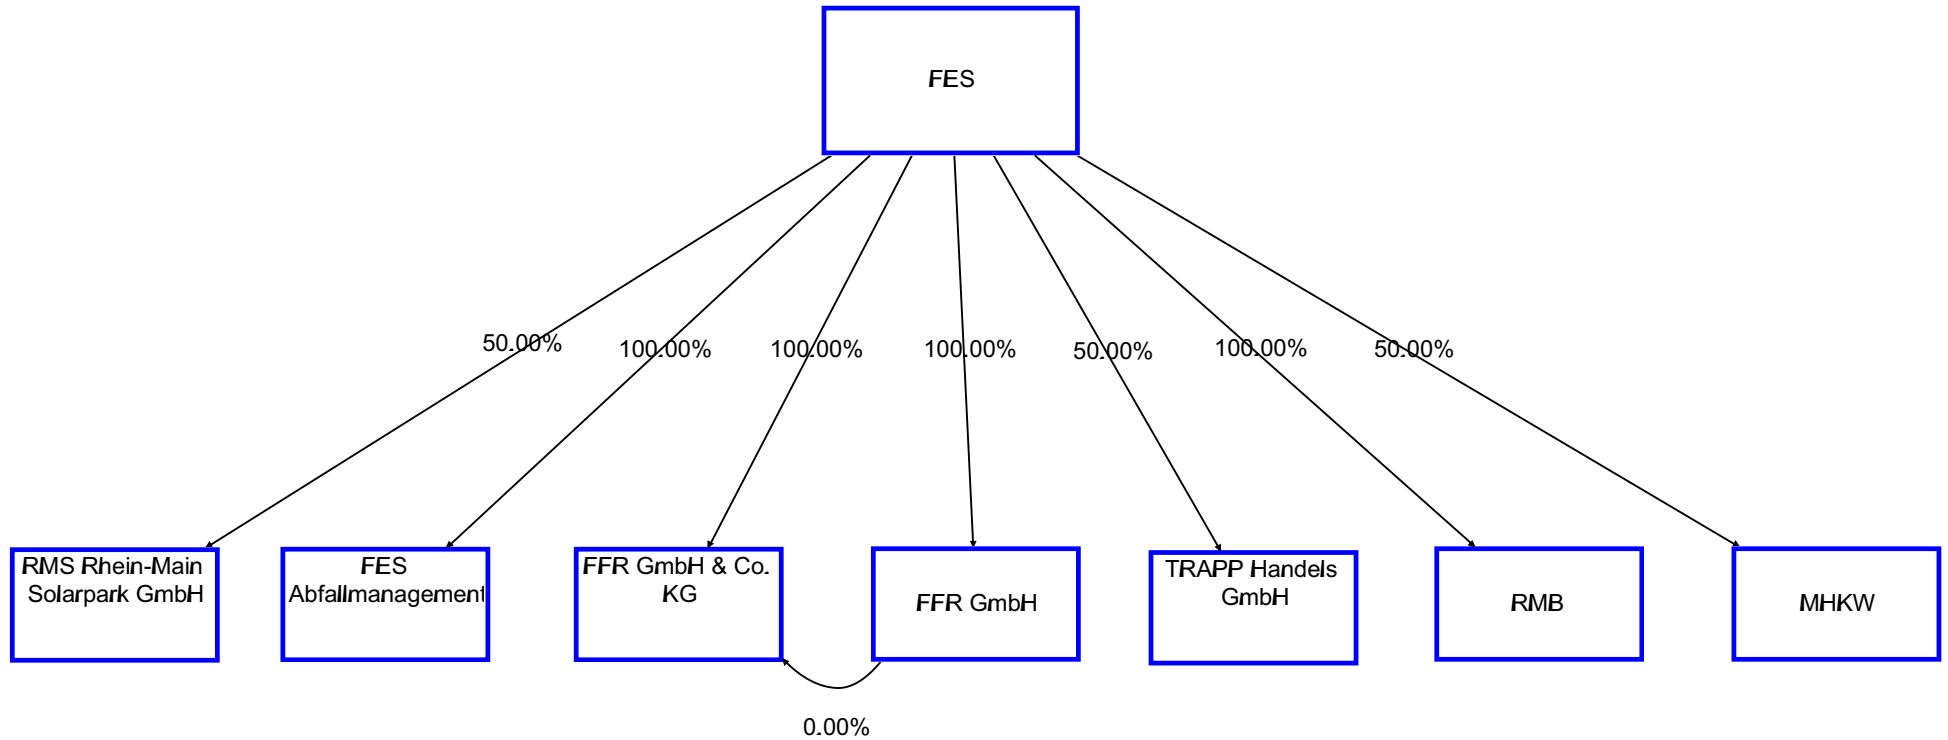 FES
50.00%
100.00%
100.00%
100.00%
50.00%
100.00%
50.00%
RMS Rhein-Main
Solarpark GmbH
FES
Abfallmanagement
FFR GmbH & Co.
KG
FFR GmbH
TRAPP Handels
GmbH
RMB
MHKW
0.00%